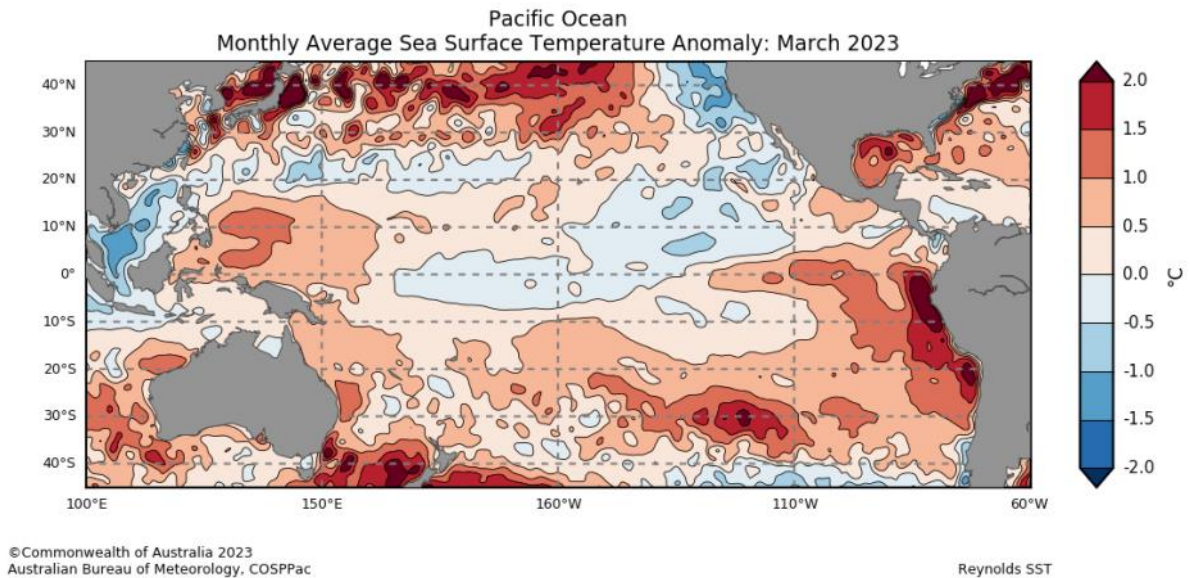 Pacific Ocean
Monthly Average Sea Surface Temperature Anomaly: March 2023
40°N
30°N
20°N
10°N
0°
10°S
20°S
30°S
40°S
100°E
150°E
160°W
110°W
60°W
2.0
1.5
1.0
0.5
0.0
-0.5
-1.0
-1.5
-2.0
°C
©Commonwealth of Australia 2023
Australian Bureau of Meteorology, COSPPac
Reynolds SST